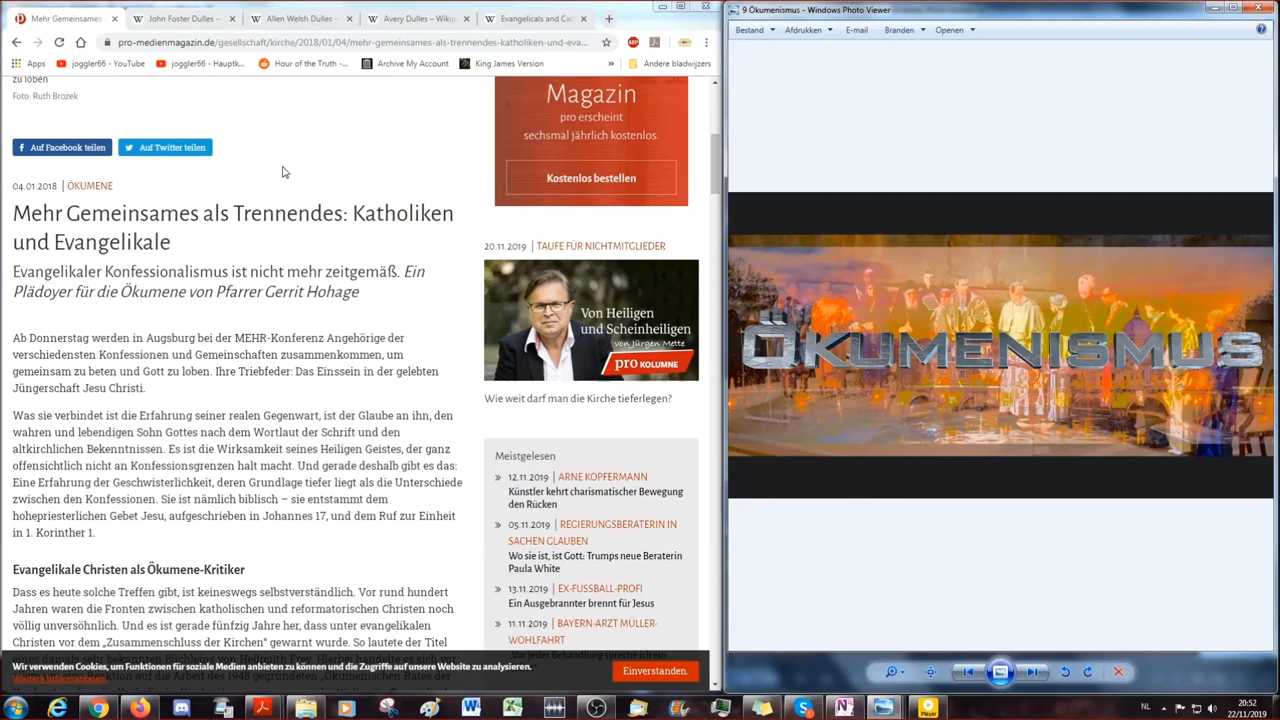 Mehr Gemeinsames
John Foster Dulles –
Allen Welsh Dulles –
Avery Dulles – Wikip
Evangelicals and Cat
pro-medienmagazin.de/gesellschaft/kirche/2018/01/04/mehr-gemeinsames-als-trennendes-katholiken-und-eva...
Apps
joggler66 - YouTube
joggler66 - Hauptk...
Hour of the Truth -...
Archive My Account
King James Version
»
Andere bladwijzers
zu loben
Foto: Ruth Brozek
Auf Facebook teilen
Auf Twitter teilen
04.01.2018 | ÖKUMENE
Mehr Gemeinsames als Trennendes: Katholiken
und Evangelikale
Evangelikaler Konfessionalismus ist nicht mehr zeitgemäß. Ein
Plädoyer für die Ökumene von Pfarrer Gerrit Hohage
Ab Donnerstag werden in Augsburg bei der MEHR-Konferenz Angehörige der
verschiedensten Konfessionen und Gemeinschaften zusammenkommen, um
gemeinsam zu beten und Gott zu loben. Ihre Triebfeder: Das Einssein in der gelebten
Jüngerschaft Jesu Christi.
Was sie verbindet ist die Erfahrung seiner realen Gegenwart, ist der Glaube an ihn, den
wahren und lebendigen Sohn Gottes nach dem Wortlaut der Schrift und den
altkirchlichen Bekenntnissen. Es ist die Wirksamkeit seines Heiligen Geistes, der ganz
offensichtlich nicht an Konfessionsgrenzen halt macht. Und gerade deshalb gibt es das:
Eine Erfahrung der Geschwisterlichkeit, deren Grundlage tiefer liegt als die Unterschiede
zwischen den Konfessionen. Sie ist nämlich biblisch – sie entstammt dem
hohepriesterlichen Gebet Jesu, aufgeschrieben in Johannes 17, und dem Ruf zur Einheit
in 1. Korinther 1.
Evangelikale Christen als Ökumene-Kritiker
Dass es heute solche Treffen gibt, ist keineswegs selbstverständlich. Vor rund hundert
Jahren waren die Fronten zwischen katholischen und reformatorischen Christen noch
völlig unversöhnlich. Und es ist gerade fünfzig Jahre her, dass unter evangelikalen
Christen vor dem „Zusammenschluss der Kirchen“ gewarnt wurde. So lautete der Titel
Magazin
pro erscheint
sechsmal jährlich kostenlos.
Kostenlos bestellen
20.11.2019 | TAUFE FÜR NICHTMITGLIEDER
Von Heiligen
und Scheinheiligen
von Jürgen Mette
pro KOLUMNE
Wie weit darf man die Kirche tieferlegen?
Meistgelesen
» 12.11.2019 | ARNE KOPFERMANN
Künstler kehrt charismatischer Bewegung
den Rücken
» 05.11.2019 | REGIERUNGSBERATERIN IN
SACHEN GLAUBEN
Wo sie ist, ist Gott: Trumps neue Beraterin
Paula White
» 13.11.2019 | EX-FUSSBALL-PROFI
Ein Ausgebrannter brennt für Jesus
» 11.11.2019 | BAYERN-ARZT MÜLLER-
WOHLFAHRT
Wir verwenden Cookies, um Funktionen für soziale Medien anbieten zu können und die Zugriffe auf unsere Website zu analysieren.
Weitere Informationen
Einverstanden.
9 Ökumenismus - Windows Photo Viewer
Bestand
Afdrukken
E-mail
Branden
Openen
ÖKUMENISMUS
NL
20:52
22/11/2019